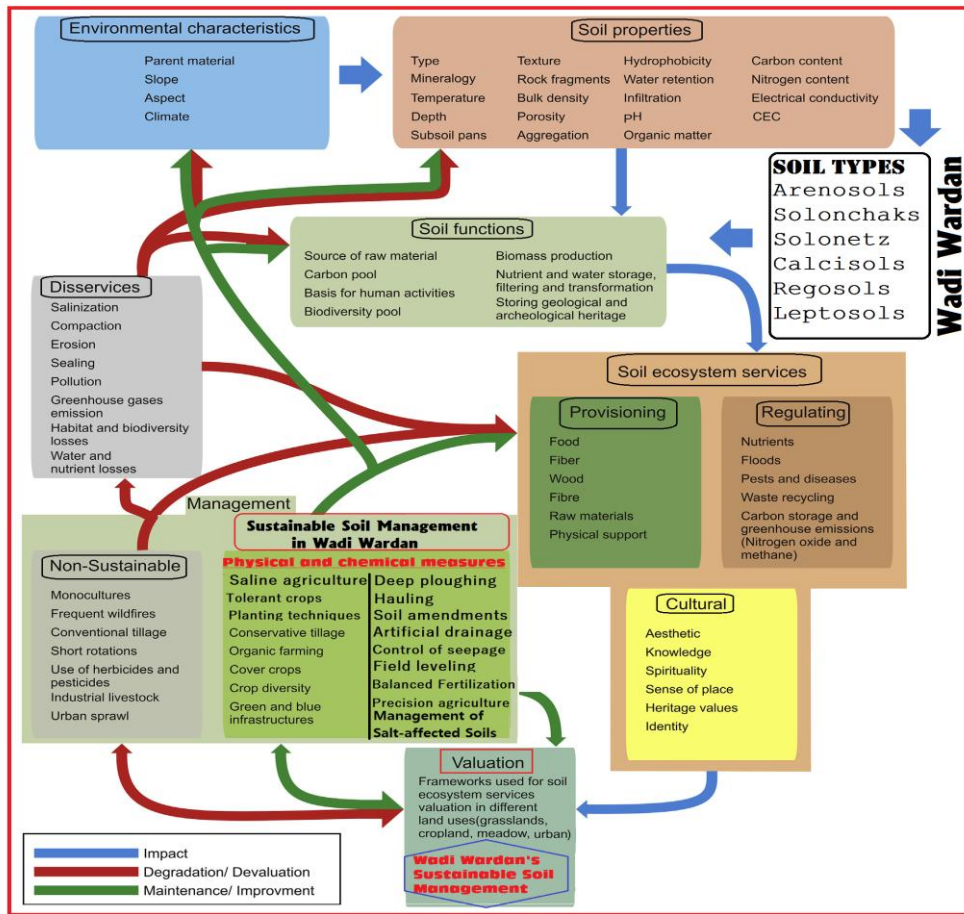 Environmental characteristics
Parent material
Slope
Aspect
Climate
Soil properties
Type
Mineralogy
Temperature
Depth
Subsoil pans
Texture
Rock fragments
Bulk density
Porosity
Aggregation
Hydrophobicity
Water retention
Infiltration
pH
Organic matter
Carbon content
Nitrogen content
Electrical conductivity
CEC
SOIL TYPES
Arenosols
Solonchaks
Solonetz
Calcisols
Regosols
Leptosols
Wadi Wardan
Soil functions
Source of raw material
Carbon pool
Basis for human activities
Biodiversity pool
Biomass production
Nutrient and water storage,
filtering and transformation
Storing geological and
archeological heritage
Disservices
Salinization
Compaction
Erosion
Sealing
Pollution
Greenhouse gases
emission
Habitat and biodiversity
losses
Water and
nutrient losses
Soil ecosystem services
Provisioning
Food
Fiber
Wood
Fibre
Raw materials
Physical support
Regulating
Nutrients
Floods
Pests and diseases
Waste recycling
Carbon storage and
greenhouse emissions
(Nitrogen oxide and
methane)
Cultural
Aesthetic
Knowledge
Spirituality
Sense of place
Heritage values
Identity
Management
Non-Sustainable
Monocultures
Frequent wildfires
Conventional tillage
Short rotations
Use of herbicides and
pesticides
Industrial livestock
Urban sprawl
Sustainable Soil Management
in Wadi Wardan
Physical and chemical measures
Saline agriculture
Tolerant crops
Planting techniques
Conservative tillage
Organic farming
Cover crops
Crop diversity
Green and blue
infrastructures
Deep ploughing
Hauling
Soil amendments
Artificial drainage
Control of seepage
Field leveling
Balanced Fertilization
Precision agriculture
Management of
Salt-affected Soils
Valuation
Frameworks used for soil
ecosystem services
valuation in different
land uses(grasslands,
cropland, meadow, urban)
Wadi Wardan's
Sustainable Soil
Management
Impact
Degradation/ Devaluation
Maintenance/ Improvment